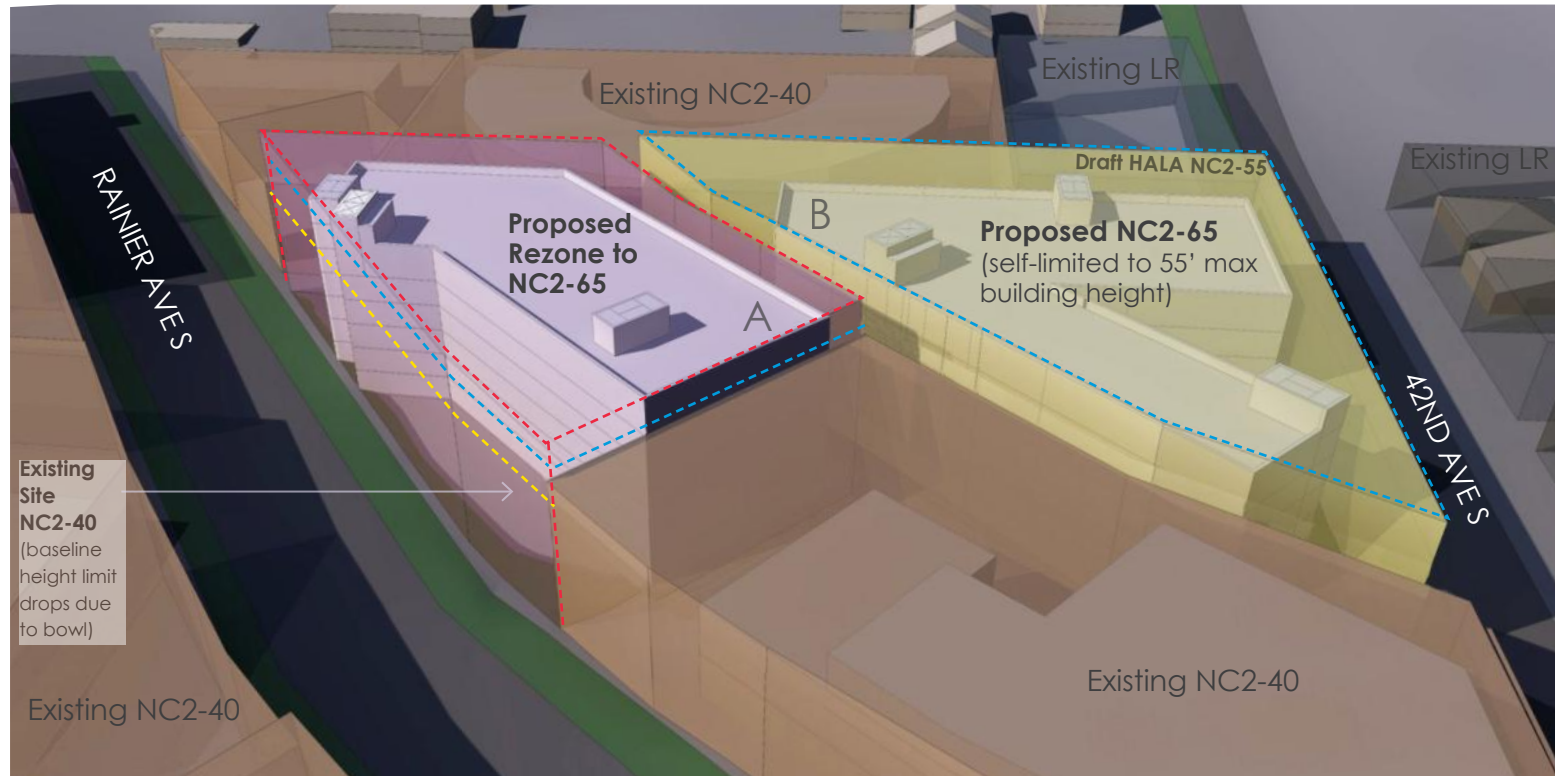 Existing NC2-40
Existing LR
Draft HALA NC2-55
Existing LR
RAINIER AVE S
Proposed
Rezone to
NC2-65
A
B
Proposed NC2-65
(self-limited to 55’ max
building height)
42ND AVE S
Existing
Site
NC2-40
(baseline
height limit
drops due
to bowl)
Existing NC2-40
Existing NC2-40